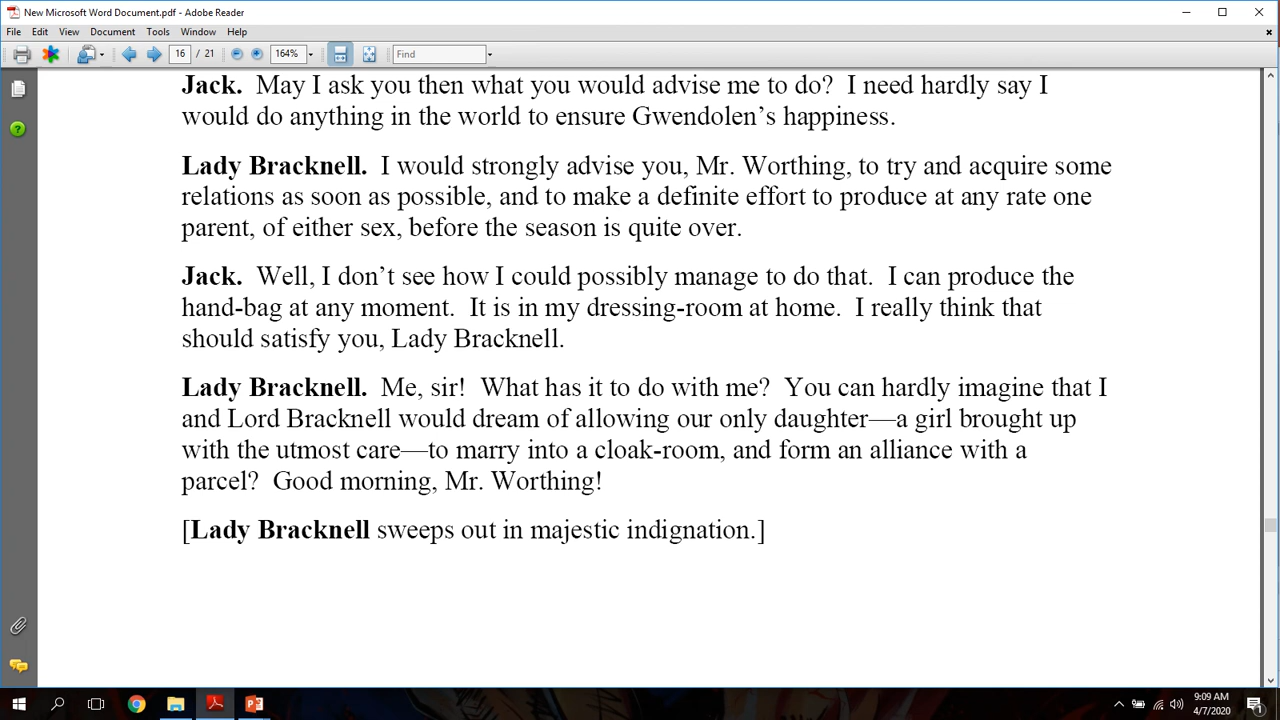 New Microsoft Word Document.pdf - Adobe Reader
File Edit View Document Tools Window Help
16 / 21 164% Find
Jack. May I ask you then what you would advise me to do? I need hardly say I
would do anything in the world to ensure Gwendolen’s happiness.
Lady Bracknell. I would strongly advise you, Mr. Worthing, to try and acquire some
relations as soon as possible, and to make a definite effort to produce at any rate one
parent, of either sex, before the season is quite over.
Jack. Well, I don’t see how I could possibly manage to do that. I can produce the
hand-bag at any moment. It is in my dressing-room at home. I really think that
should satisfy you, Lady Bracknell.
Lady Bracknell. Me, sir! What has it to do with me? You can hardly imagine that I
and Lord Bracknell would dream of allowing our only daughter—a girl brought up
with the utmost care—to marry into a cloak-room, and form an alliance with a
parcel? Good morning, Mr. Worthing!
[Lady Bracknell sweeps out in majestic indignation.]
9:09 AM
4/7/2020